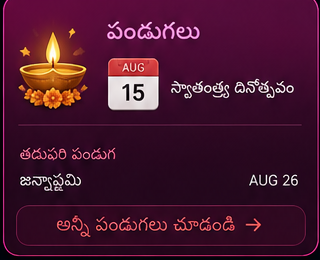 పండుగలు
AUG
15
స్వాతంత్ర్య దినోత్సవం
తదుపరి పండుగ
జన్మాష్టమి
AUG 26
అన్నీ పండుగలు చూడండి →